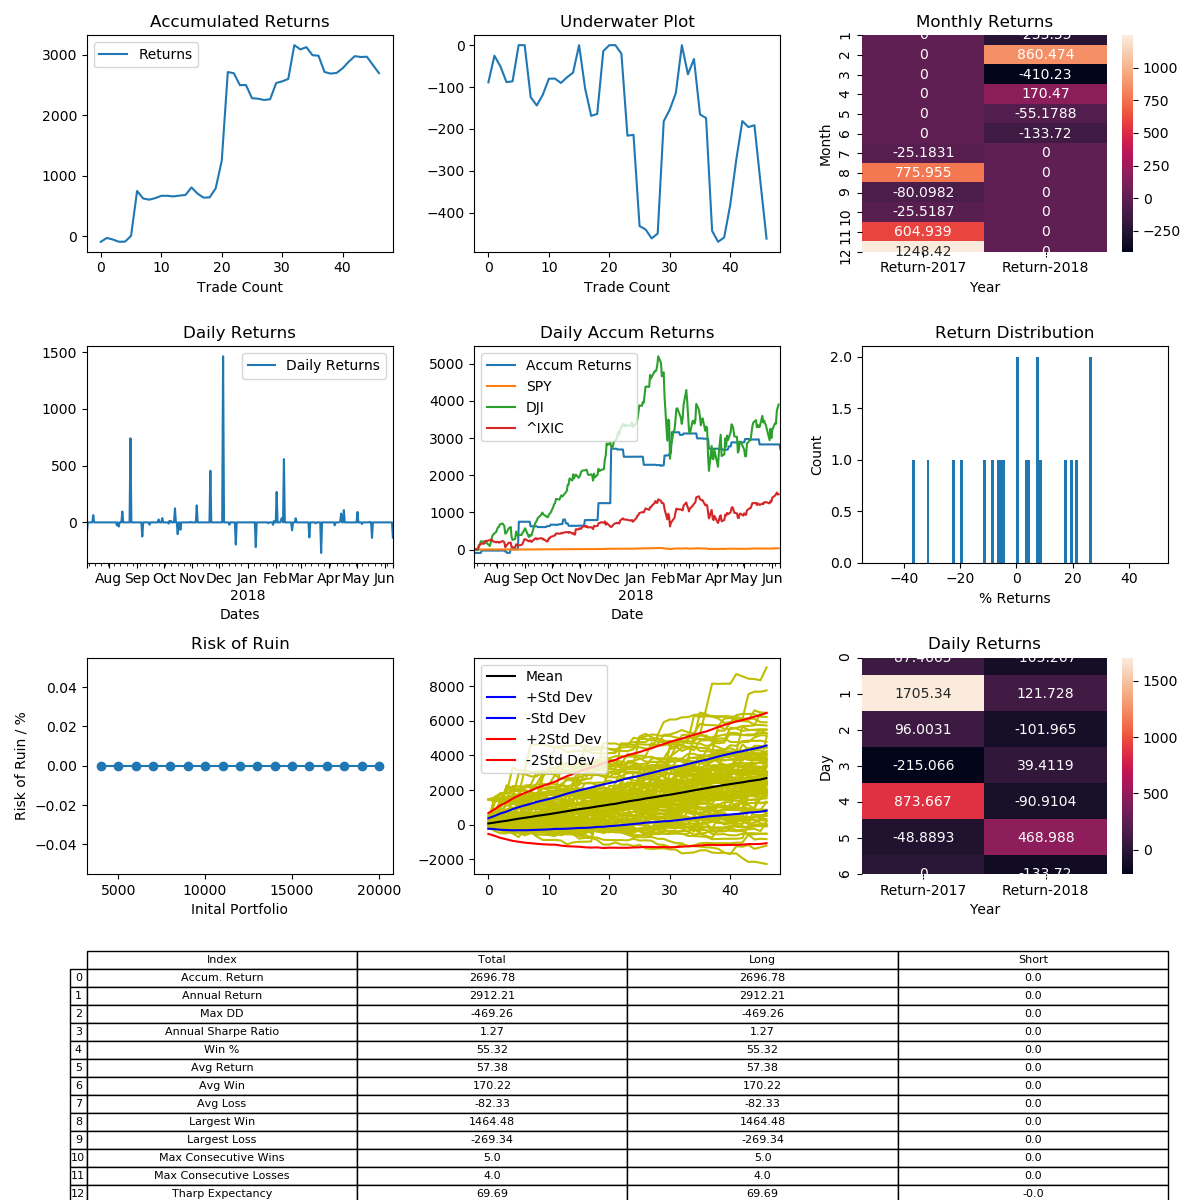 Accumulated Returns
Returns
3000
2000
1000
0
0 10 20 30 40
Trade Count
Underwater Plot
0
−100
−200
−300
−400
0 10 20 30 40
Trade Count
Monthly Returns
Month
1 0
2 0 860.474
3 0 -410.23
4 0 170.47
5 0 -55.1788
6 0 -133.72
7 -25.1831 0
8 775.955 0
9 -80.0982 0
10 -25.5187 0
11 604.939 0
12 1248.42 0
Return-2017 Return-2018
Year
1000
750
500
250
0
−250
Daily Returns
Daily Returns
1500
1000
500
0
Aug Sep Oct Nov Dec Jan Feb Mar Apr May Jun
2018
Dates
Daily Accum Returns
Accum Returns
SPY
DJI
^IXIC
5000
4000
3000
2000
1000
0
Aug Sep Oct Nov Dec Jan Feb Mar Apr May Jun
2018
Date
Return Distribution
Count
2.0
1.5
1.0
0.5
0.0
−40 −20 0 20 40
% Returns
Risk of Ruin
Risk of Ruin / %
0.04
0.02
0.00
−0.02
−0.04
5000 10000 15000 20000
Inital Portfolio
Mean
+Std Dev
-Std Dev
+2Std Dev
-2Std Dev
8000
6000
4000
2000
0
−2000
0 10 20 30 40
Daily Returns
Day
0
1 1705.34 121.728
2 96.0031 -101.965
3 -215.066 39.4119
4 873.667 -90.9104
5 -48.8893 468.988
6 0 -133.72
Return-2017 Return-2018
Year
1500
1000
500
0
Index Total Long Short
0 Accum. Return 2696.78 2696.78 0.0
1 Annual Return 2912.21 2912.21 0.0
2 Max DD -469.26 -469.26 0.0
3 Annual Sharpe Ratio 1.27 1.27 0.0
4 Win % 55.32 55.32 0.0
5 Avg Return 57.38 57.38 0.0
6 Avg Win 170.22 170.22 0.0
7 Avg Loss -82.33 -82.33 0.0
8 Largest Win 1464.48 1464.48 0.0
9 Largest Loss -269.34 -269.34 0.0
10 Max Consecutive Wins 5.0 5.0 0.0
11 Max Consecutive Losses 4.0 4.0 0.0
12 Tharp Expectancy 69.69 69.69 -0.0